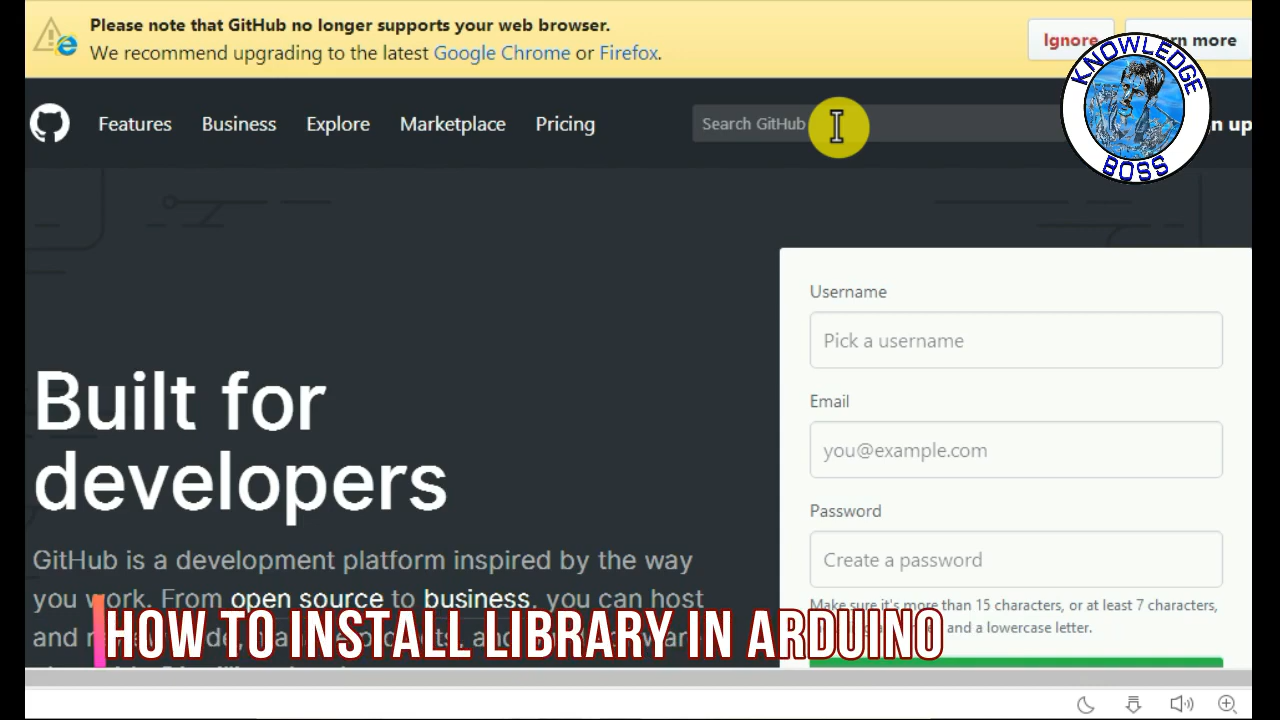 Please note that GitHub no longer supports your web browser.
We recommend upgrading to the latest Google Chrome or Firefox.
Ignore
more
KNOWLEDGE
BOSS
Features Business Explore Marketplace Pricing
Search GitHub
up
Built for
developers
GitHub is a development platform inspired by the way
you work. From open source to business, you can host
and
Username
Pick a username
Email
you@example.com
Password
Create a password
Make sure it's more than 15 characters, or at least 7 characters,
and a lowercase letter.
HOW TO INSTALL LIBRARY IN ARDUINO